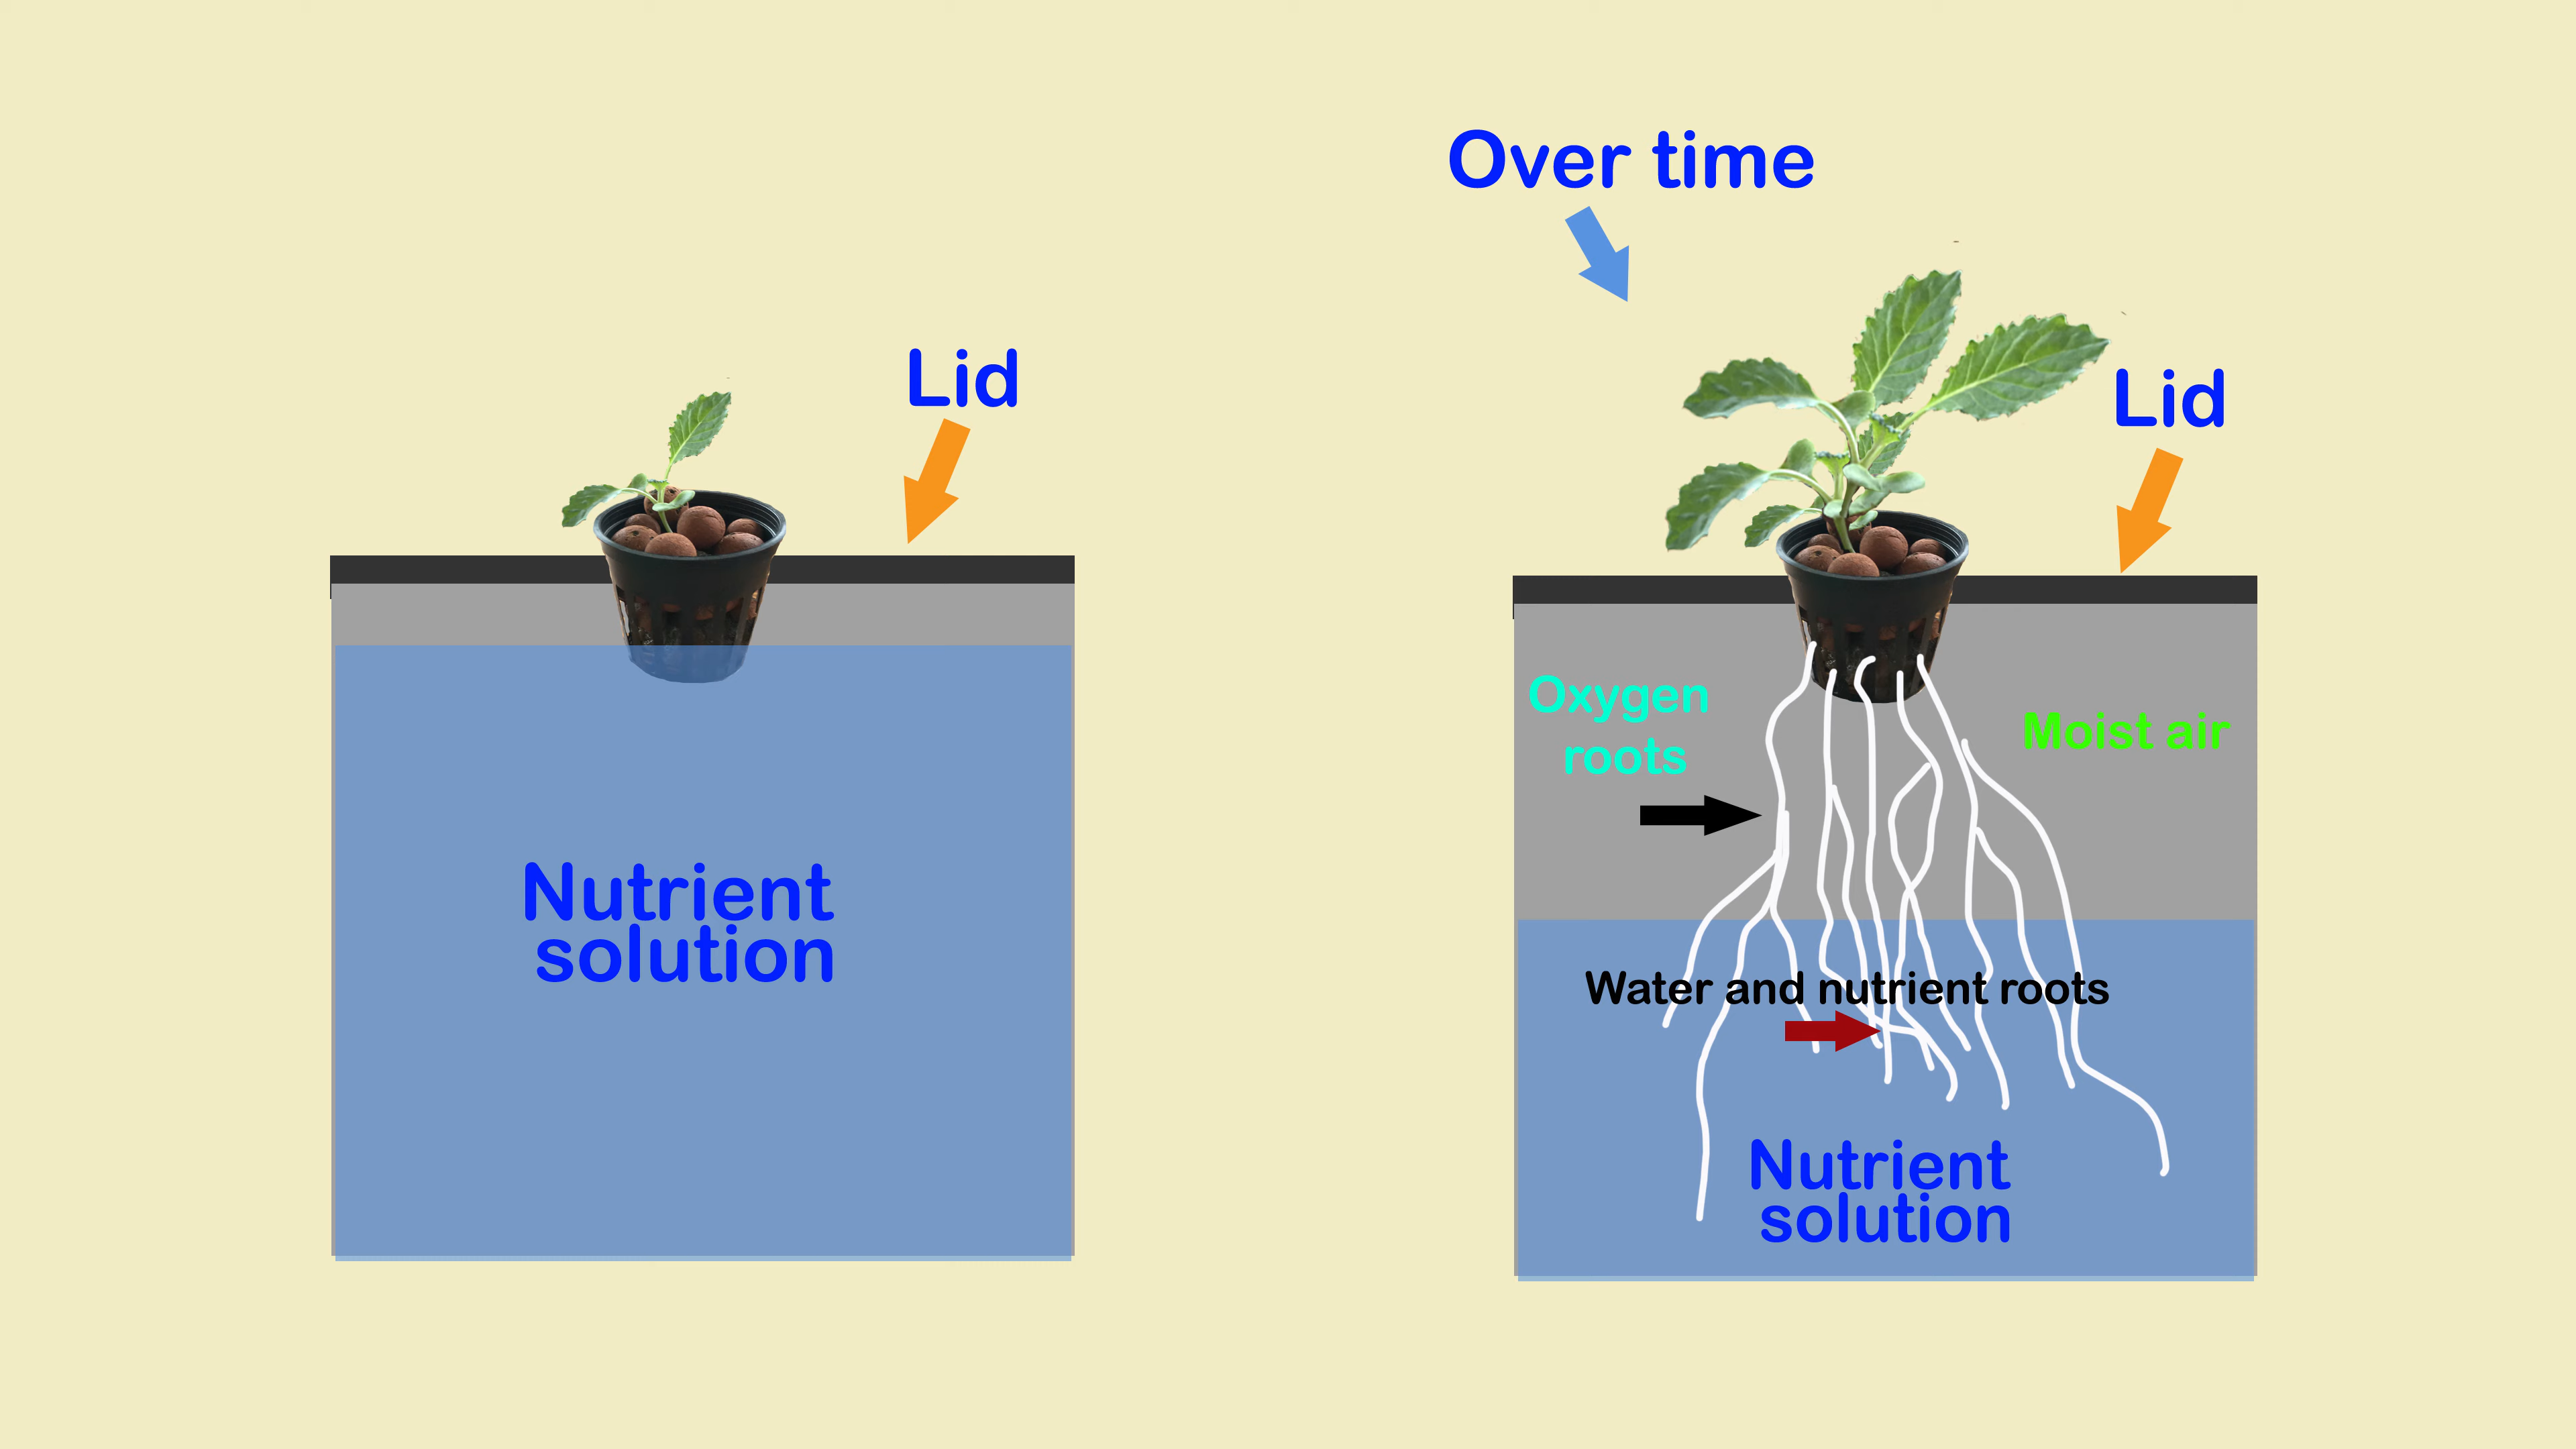 Lid
Nutrient
solution
Over time
Lid
Oxygen
roots
Moist air
Water and nutrient roots
Nutrient
solution